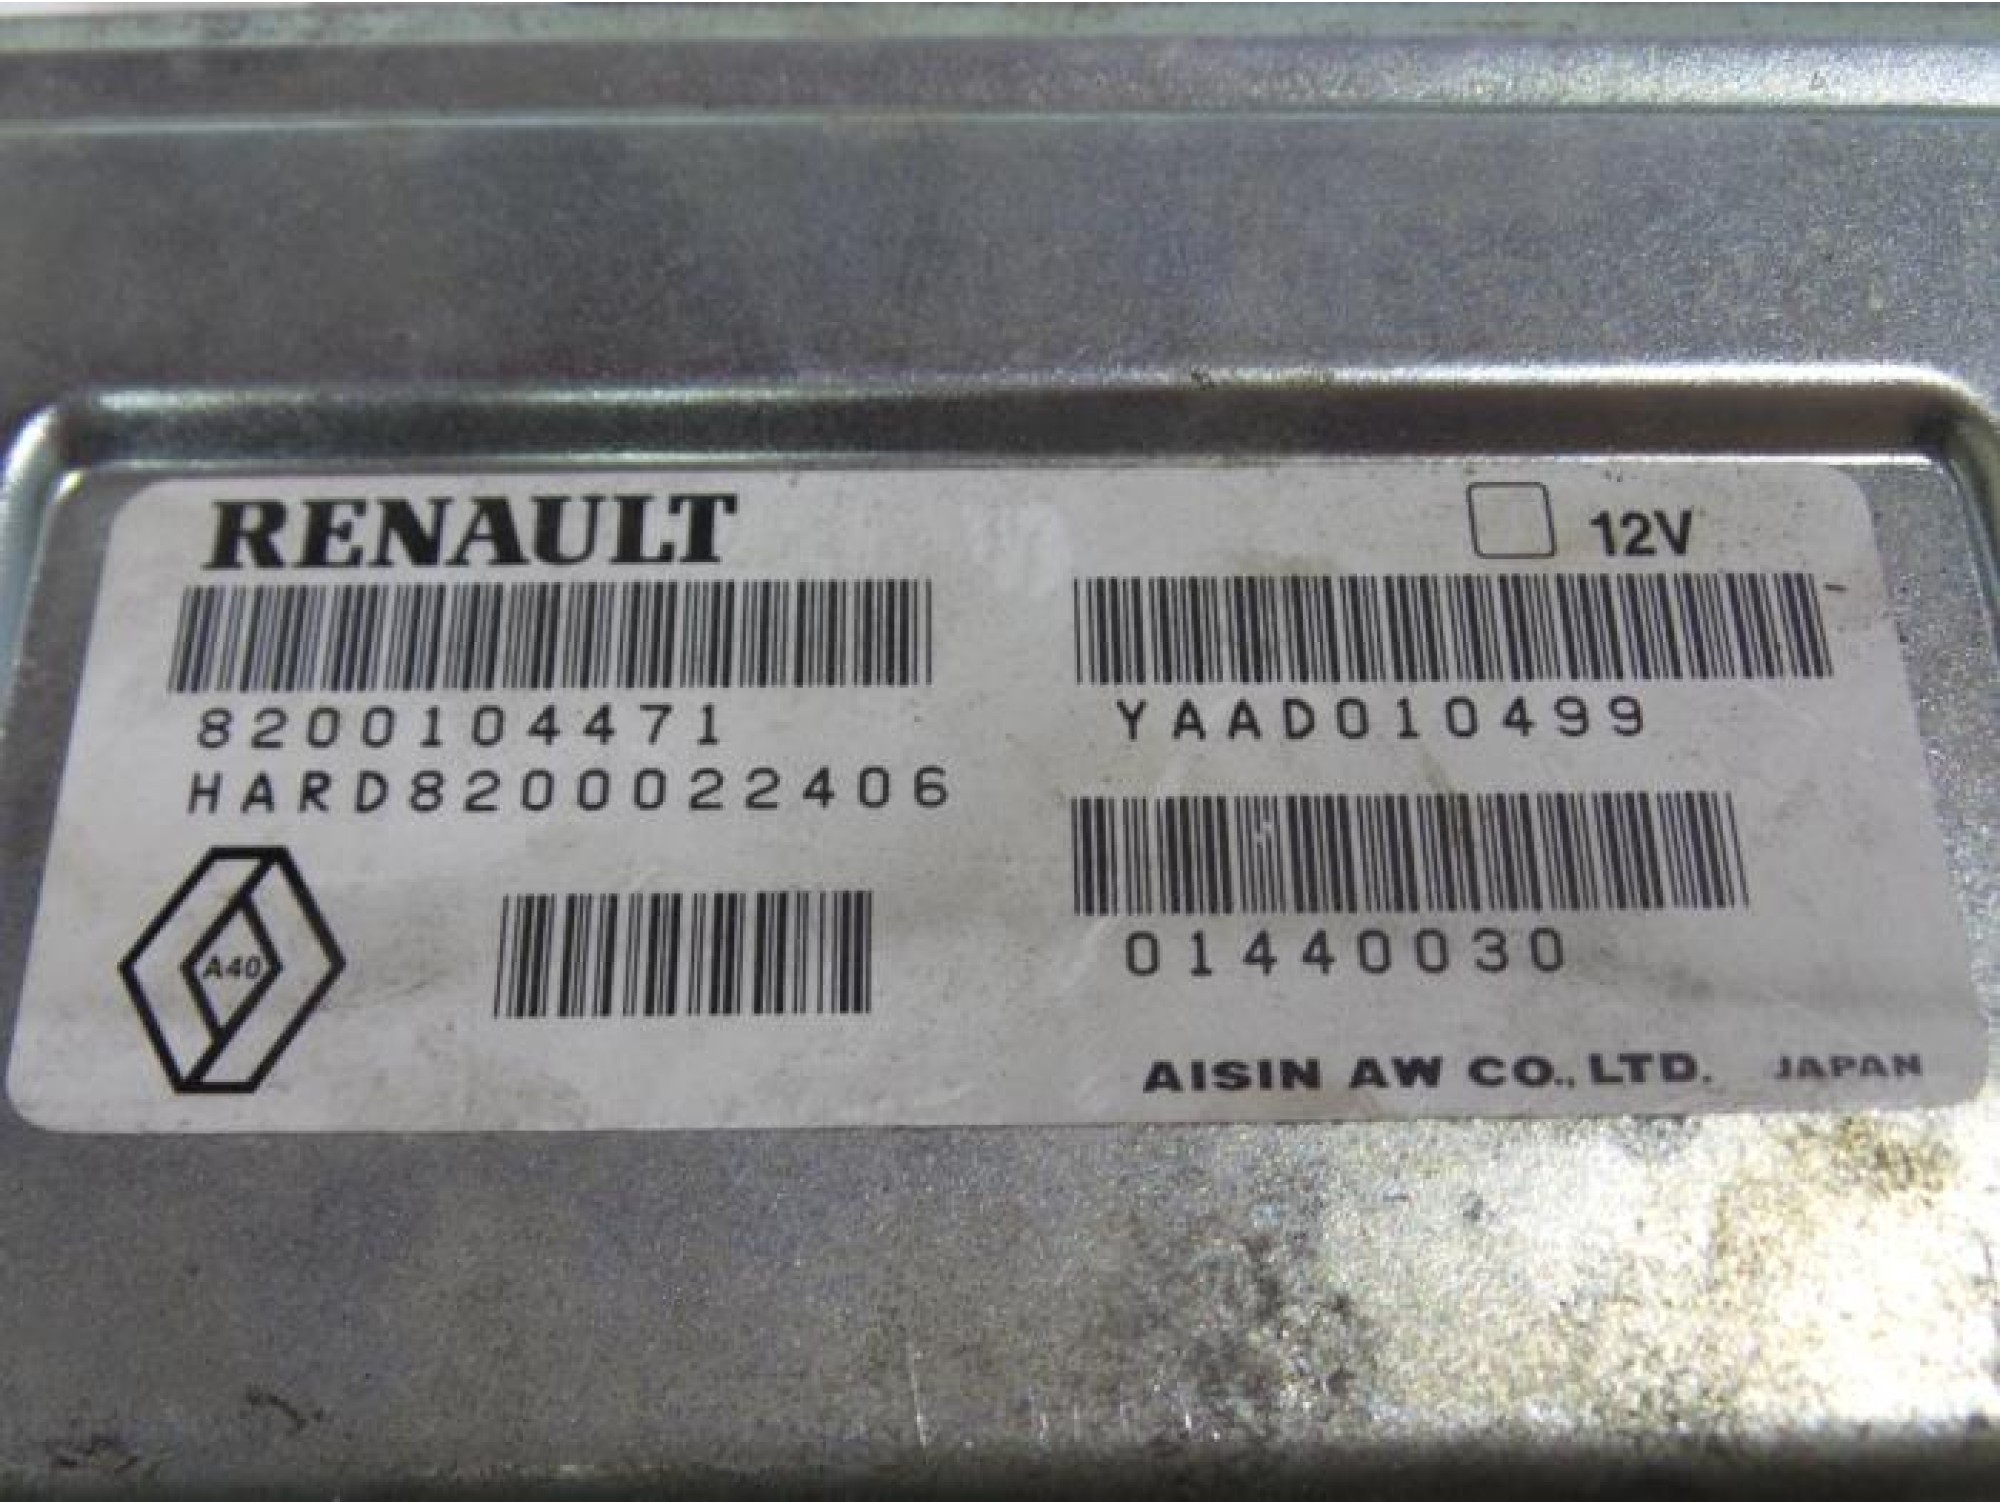 RENAULT
12V
8200104471
YAAD010499
HARD8200022406
A40
01440030
AISIN AW CO., LTD. JAPAN